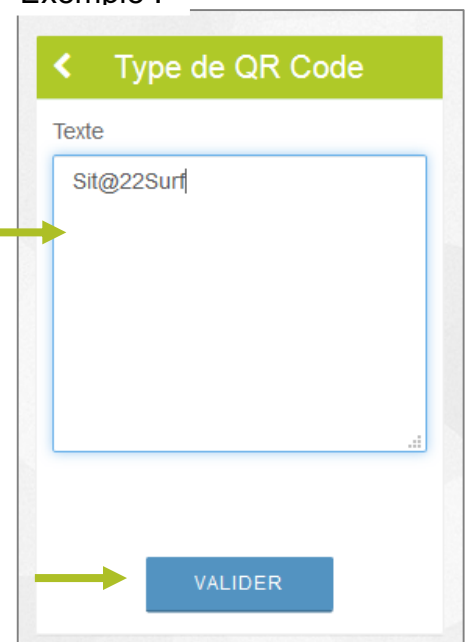 Exemple :
Type de QR Code
Texte
Sit@22Surf
VALIDER